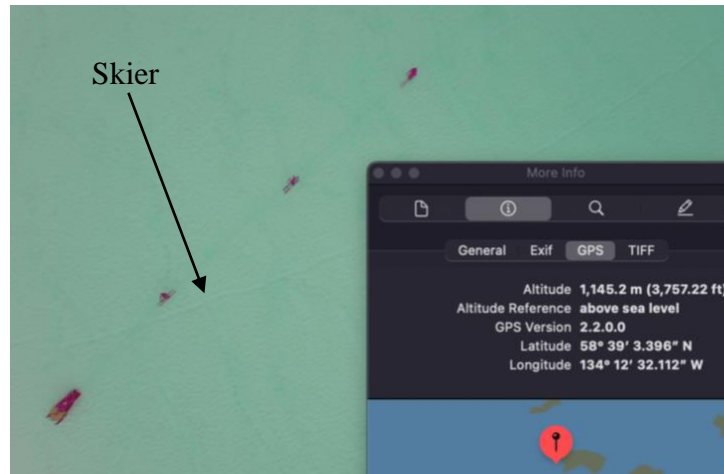 Skier
More Info
General Exif GPS TIFF
Altitude 1,145.2 m (3,757.22 ft)
Altitude Reference above sea level
GPS Version 2.2.0.0
Latitude 58° 39' 3.396" N
Longitude 134° 12' 32.112" W